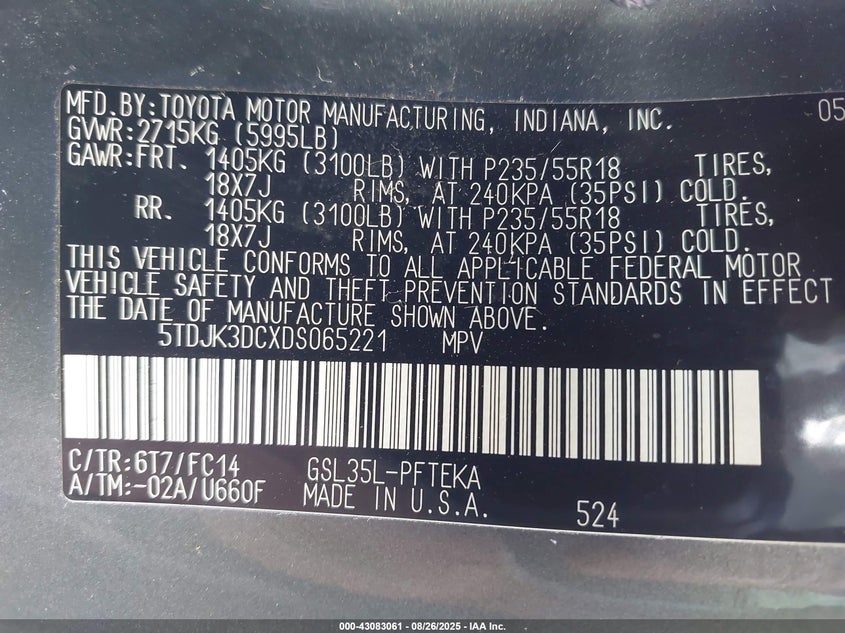 MFD.BY:TOYOTA MOTOR MANUFACTURING, INDIANA, INC. 05
GVWR:2715KG (5995LB)
GAWR:FRT. 1405KG (3100LB) WITH P235/55R18 TIRES,
18X7J RIMS, AT 240KPA (35PSI) COLD.
RR. 1405KG (3100LB) WITH P235/55R18 TIRES,
18X7J RIMS, AT 240KPA (35PSI) COLD.
THIS VEHICLE CONFORMS TO ALL APPLICABLE FEDERAL MOTOR
VEHICLE SAFETY AND THEFT PREVENTION STANDARDS IN EFFECT
THE DATE OF MANUFACTURE SHOWN ABOVE.
5TDJK3DCXDS065221 MPV
C/TR:6T7/FC14 GSL35L-PFTEKA
A/TM:-02A/U660F MADE IN U.S.A. 524
000-43083061 - 08/26/2025 - IAA Inc.